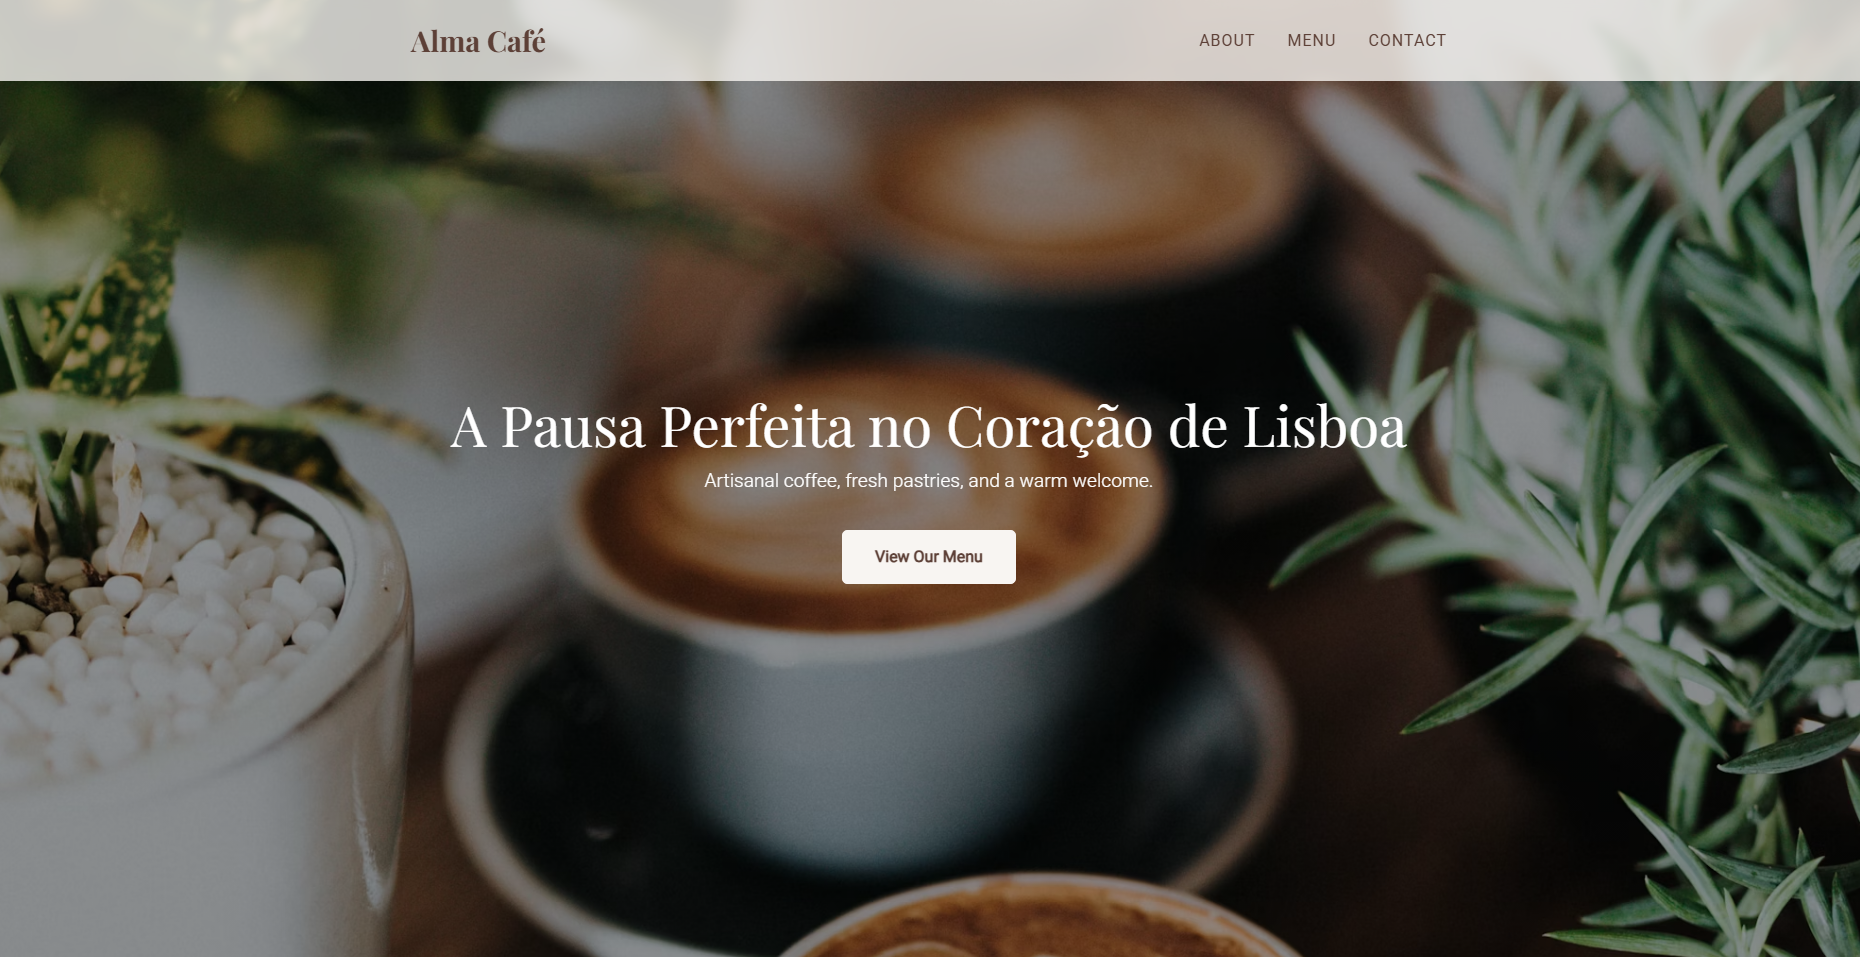 Alma Café
ABOUT MENU CONTACT
A Pausa Perfeita no Coração de Lisboa
Artisanal coffee, fresh pastries, and a warm welcome.
View Our Menu